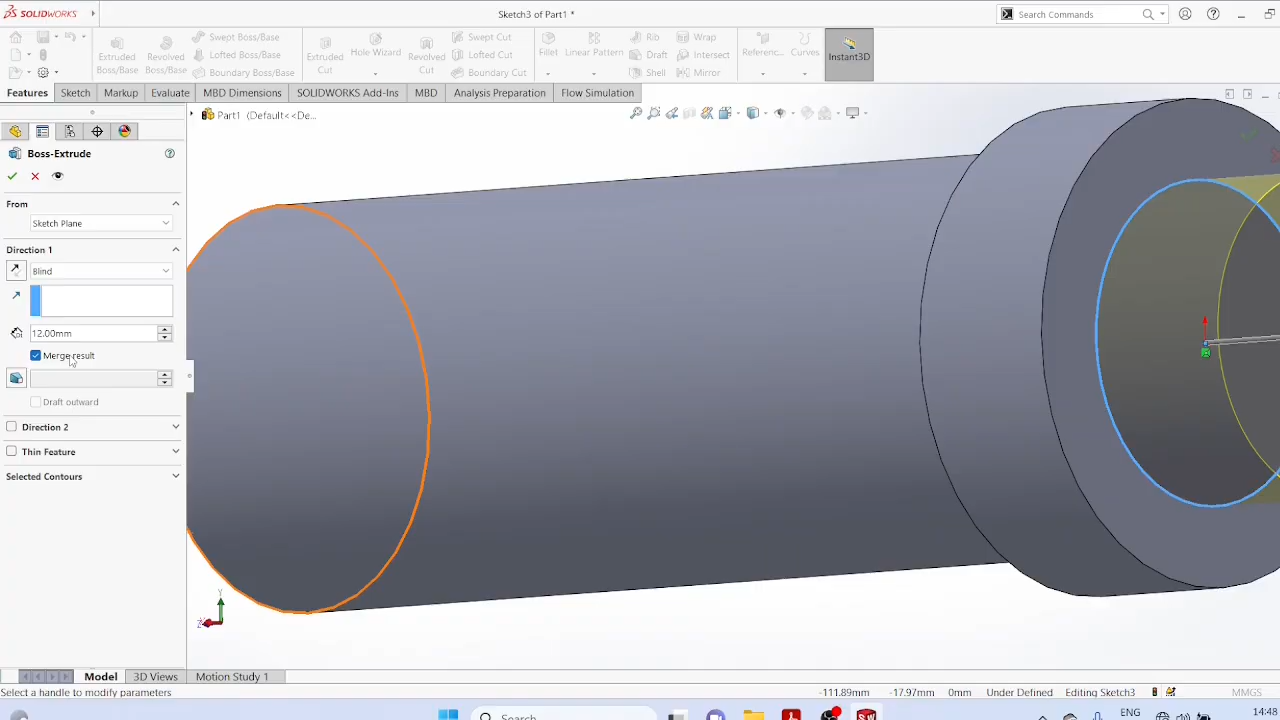 SOLIDWORKS
Sketch3 of Part1 *
Search Commands
Extruded Boss/Base
Revolved Boss/Base
Swept Boss/Base
Lofted Boss/Base
Boundary Boss/Base
Extruded Cut
Hole Wizard
Revolved Cut
Swept Cut
Lofted Cut
Boundary Cut
Fillet
Linear Pattern
Rib
Draft
Shell
Wrap
Intersect
Mirror
Referenc...
Curves
Instant3D
Features
Sketch
Markup
Evaluate
MBD Dimensions
SOLIDWORKS Add-Ins
MBD
Analysis Preparation
Flow Simulation
Part1 (Default<<De...
Boss-Extrude
From
Sketch Plane
Direction 1
Blind
12.00mm
Merge result
Draft outward
Direction 2
Thin Feature
Selected Contours
Y
Z
Model
3D Views
Motion Study 1
Select a handle to modify parameters
-111.89mm
-17.97mm
0mm
Under Defined
Editing Sketch3
MMGS
Search
ENG
14:48